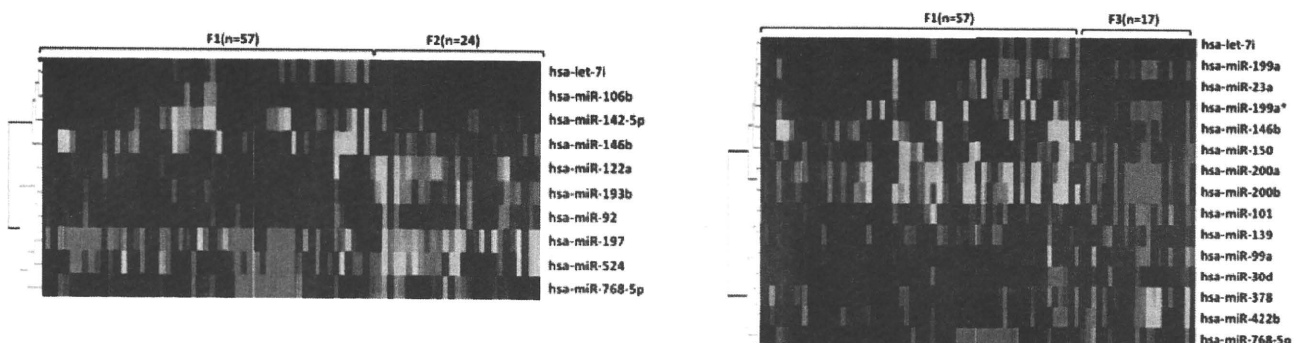 F1(n=57)
F2(n=24)
hsa-let-7i
hsa-miR-106b
hsa-miR-142-5p
hsa-miR-146b
hsa-miR-122a
hsa-miR-193b
hsa-miR-92
hsa-miR-197
hsa-miR-524
hsa-miR-768-5p
F1(n=57)
F3(n=17)
hsa-let-7i
hsa-miR-199a
hsa-miR-23a
hsa-miR-199a*
hsa-miR-146b
hsa-miR-150
hsa-miR-200a
hsa-miR-200b
hsa-miR-101
hsa-miR-139
hsa-miR-99a
hsa-miR-30d
hsa-miR-378
hsa-miR-422b
hsa-miR-768-5p